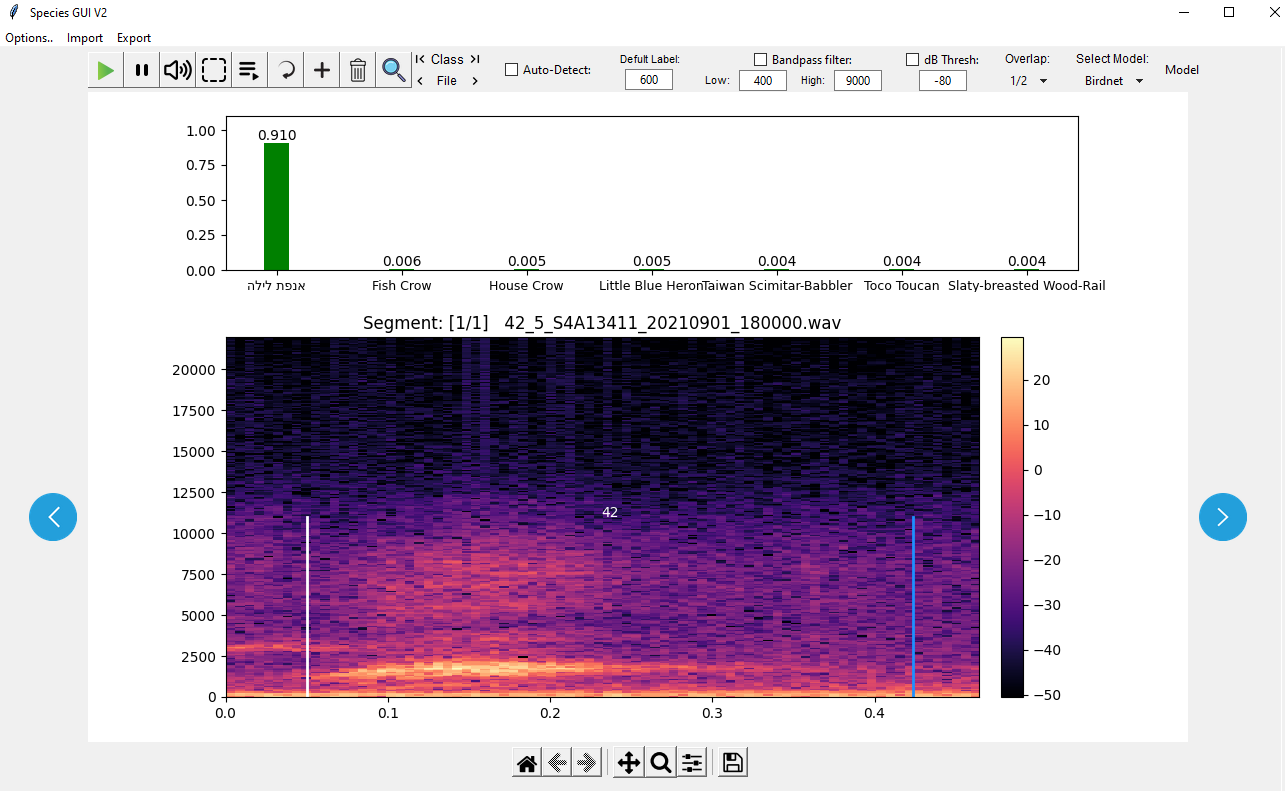 Species GUI V2
Options.. Import Export
Class
File
Auto-Detect:
Defult Label:
600
Bandpass filter:
Low: 400 High: 9000
dB Thresh:
-80
Overlap:
1/2
Select Model:
Birdnet
Model
1.00
0.75
0.50
0.25
0.00
0.910 0.006 0.005 0.005 0.004 0.004 0.004
אנפת לילה Fish Crow House Crow Little Blue Heron Taiwan Scimitar-Babbler Toco Toucan Slaty-breasted Wood-Rail
Segment: [1/1] 42_5_S4A13411_20210901_180000.wav
20000
17500
15000
12500
10000
7500
5000
2500
0
42
0.0 0.1 0.2 0.3 0.4
20
10
0
−10
−20
−30
−40
−50